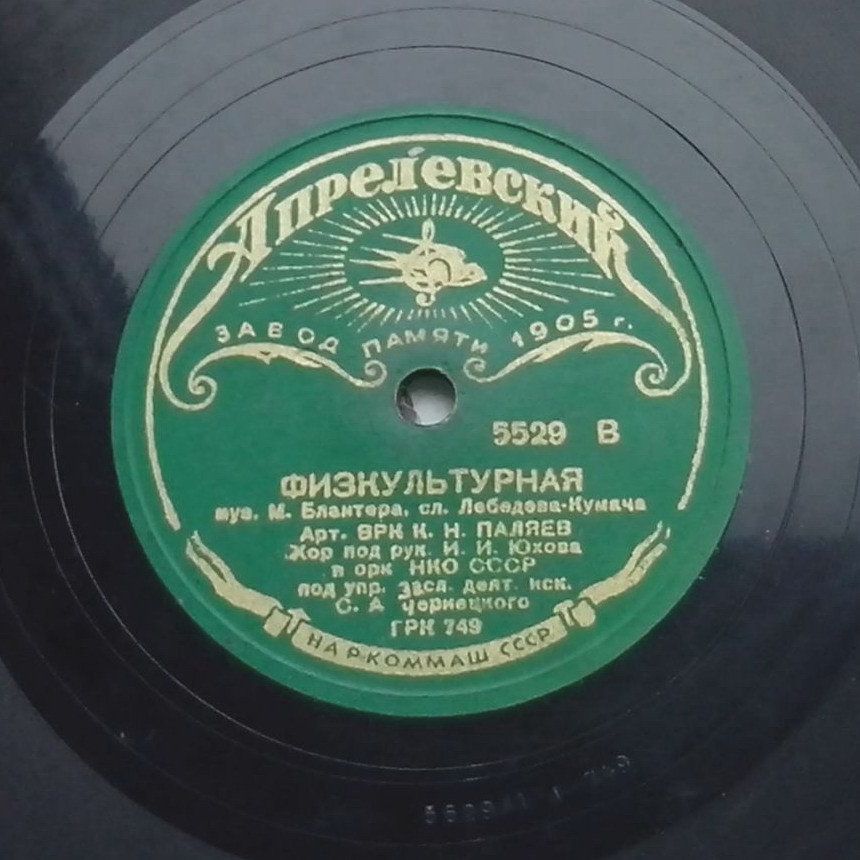 Апрелевский
ЗАВОД ПАМЯТИ 1905 г.
5529 В
ФИЗКУЛЬТУРНАЯ
муз. М. Блантера, сл. Лебедева-Кумача
Арт. ВРК К. Н. ПАЛЯЕВ
Хор под рук. И. И. Юхова
и орк НКО СССР
под упр. засл. деят. иск.
С. А Чернецкого
ГРК 749
НАРКОММАШ СССР
749